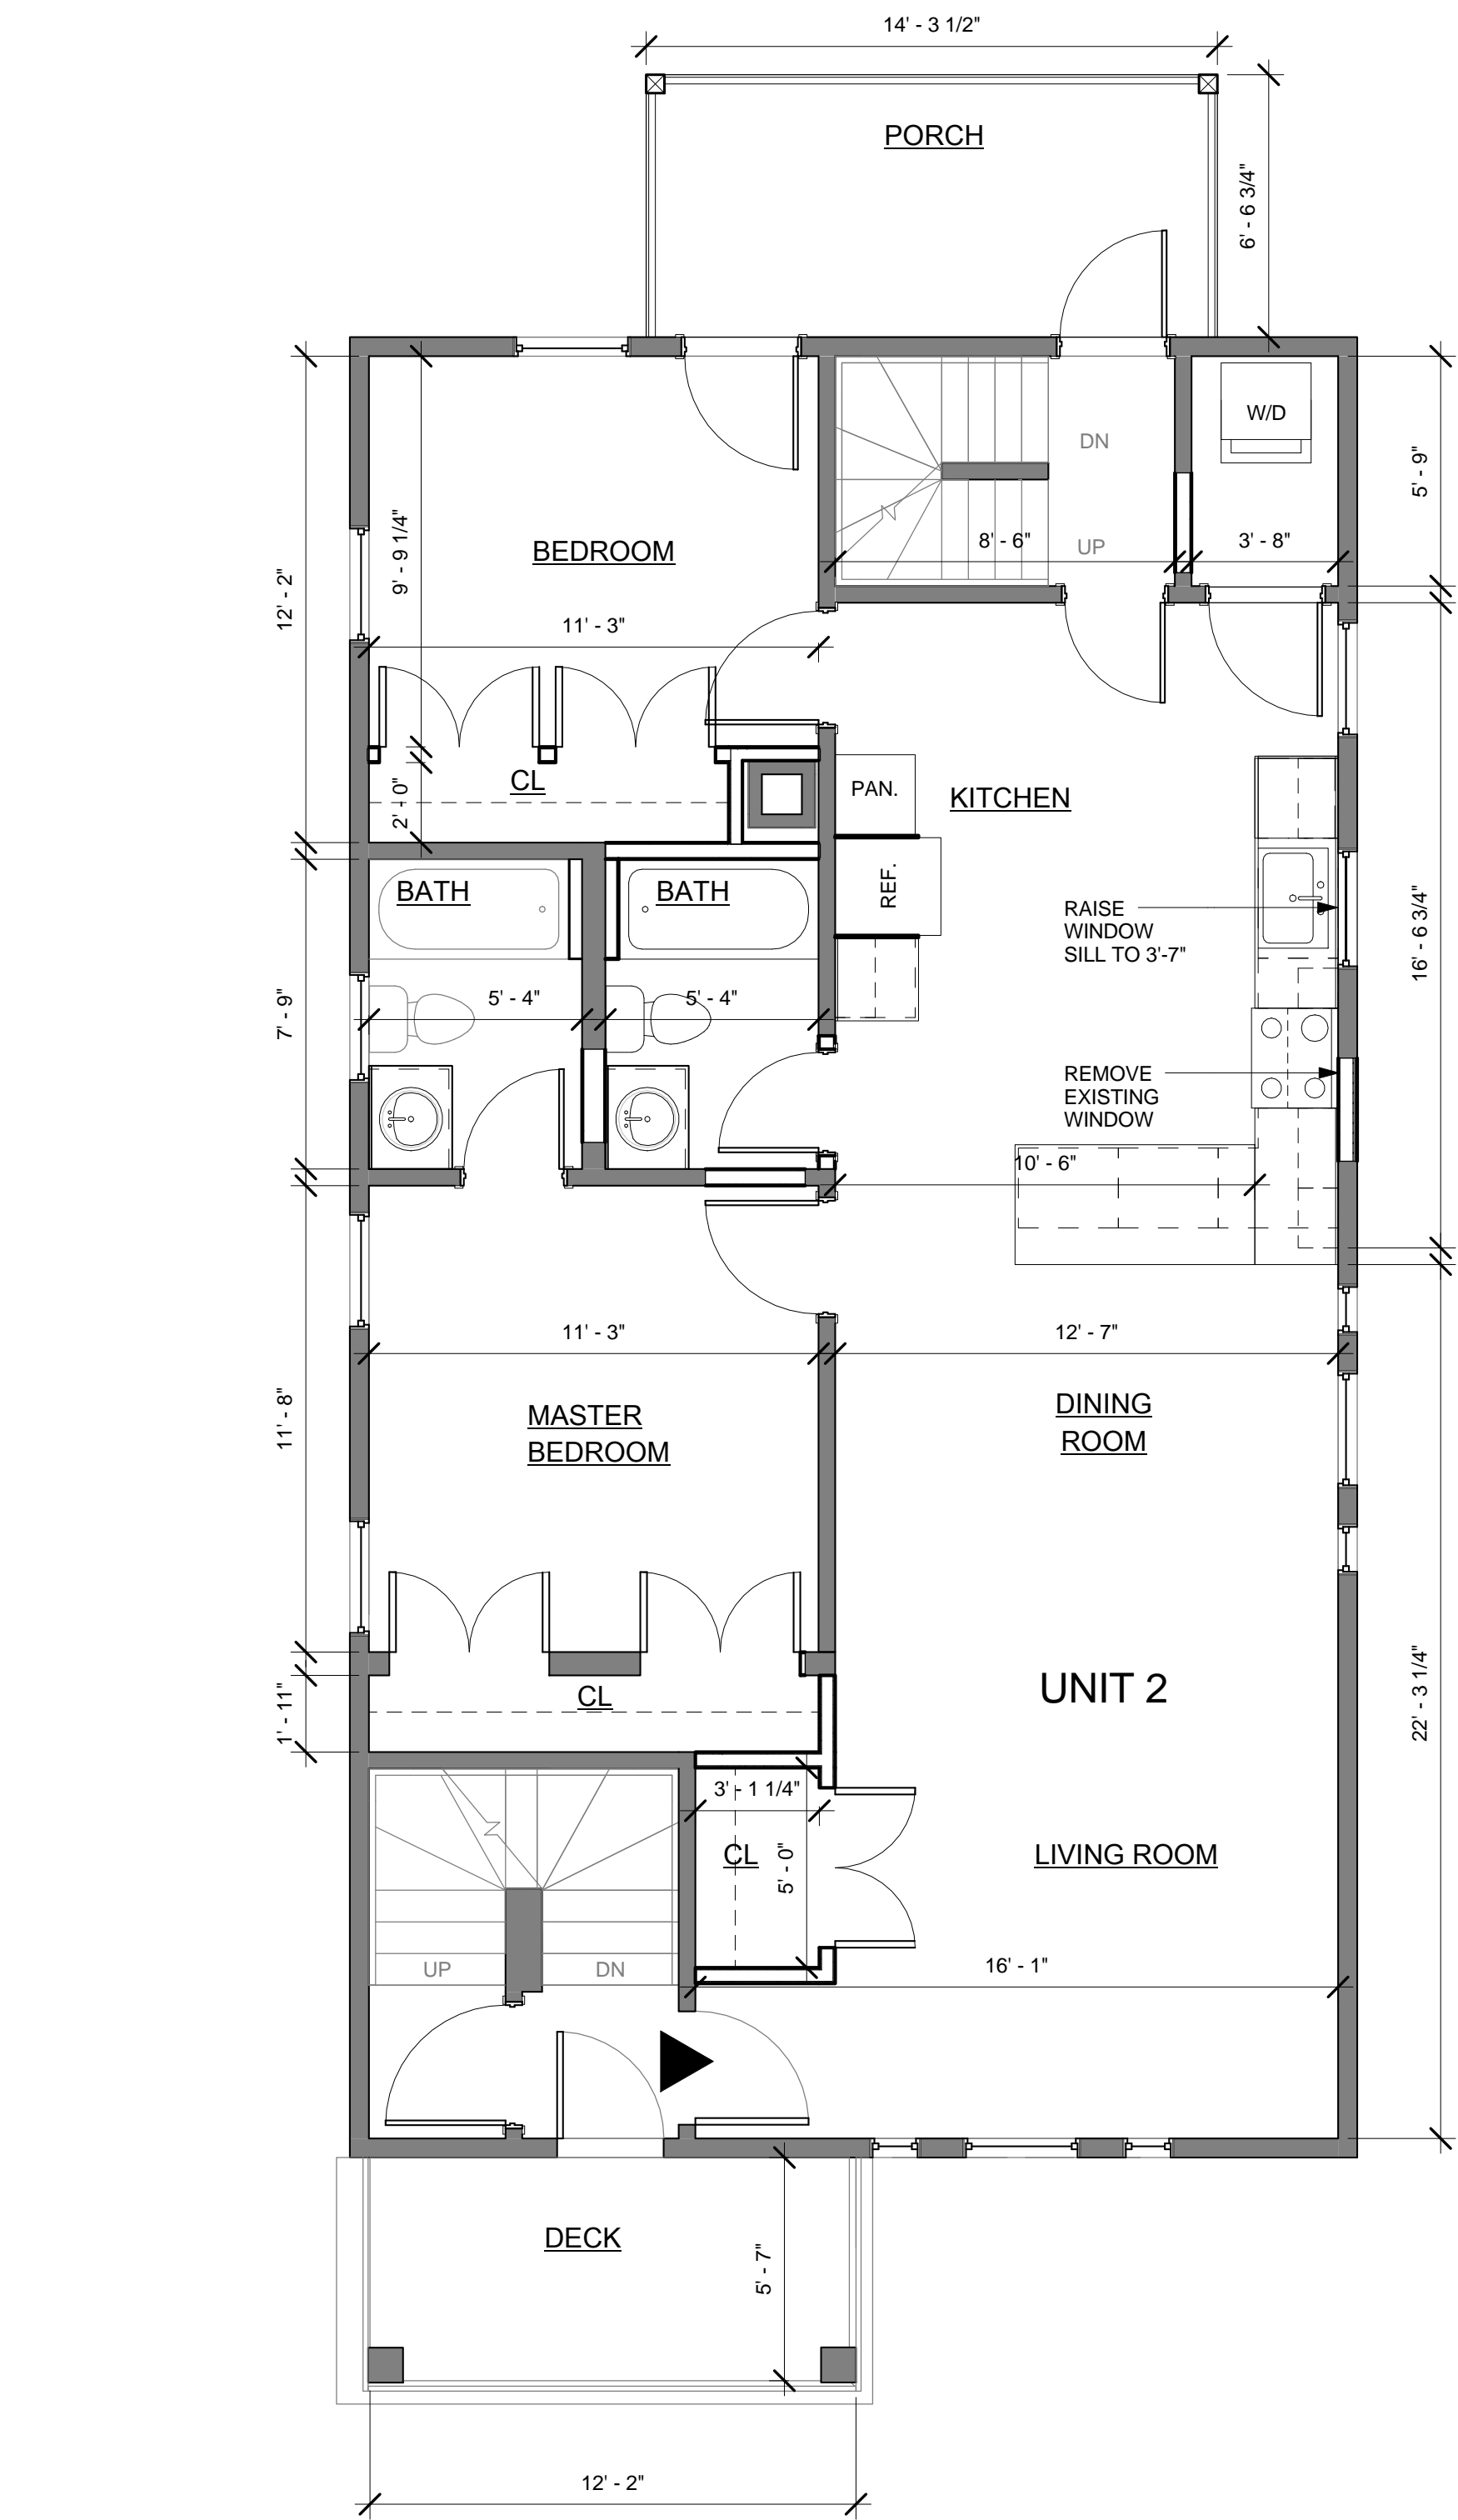 14' - 3 1/2"
PORCH
6' - 6 3/4"
W/D
DN
5' - 9"
BEDROOM
9' - 9 1/4"
8' - 6"
UP
3' - 8"
12' - 2"
11' - 3"
CL
2' - 0"
PAN.
KITCHEN
BATH
BATH
REF.
RAISE
WINDOW
SILL TO 3'-7"
16' - 6 3/4"
5' - 4"
5' - 4"
7' - 9"
REMOVE
EXISTING
WINDOW
10' - 6"
11' - 3"
12' - 7"
MASTER
BEDROOM
DINING
ROOM
11' - 8"
UNIT 2
CL
1' - 11"
22' - 3 1/4"
3' - 1 1/4"
CL
5' - 0"
LIVING ROOM
UP
DN
16' - 1"
DECK
5' - 7"
12' - 2"